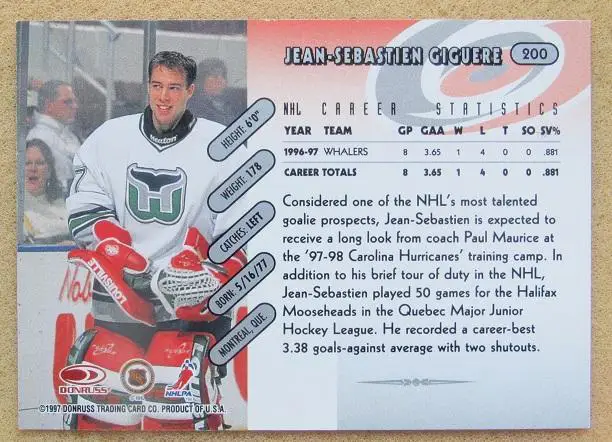 JEAN-SEBASTIEN GIGUERE 200
NHL CAREER STATISTICS
YEAR TEAM GP GAA W L T SO SV%
1996-97 WHALERS 8 3.65 1 4 0 0 .881
CAREER TOTALS 8 3.65 1 4 0 0 .881
Considered one of the NHL's most talented
goalie prospects, Jean-Sebastien is expected to
receive a long look from coach Paul Maurice at
the '97-98 Carolina Hurricanes' training camp. In
addition to his brief tour of duty in the NHL,
Jean-Sebastien played 50 games for the Halifax
Mooseheads in the Quebec Major Junior
Hockey League. He recorded a career-best
3.38 goals-against average with two shutouts.
HEIGHT: 6'0"
WEIGHT: 178
CATCHES: LEFT
BORN: 5/16/77
MONTREAL, QUE.
LOUISVILLE
DONRUSS
NHL
NHLPA
©1997 DONRUSS TRADING CARD CO. PRODUCT OF U.S.A.